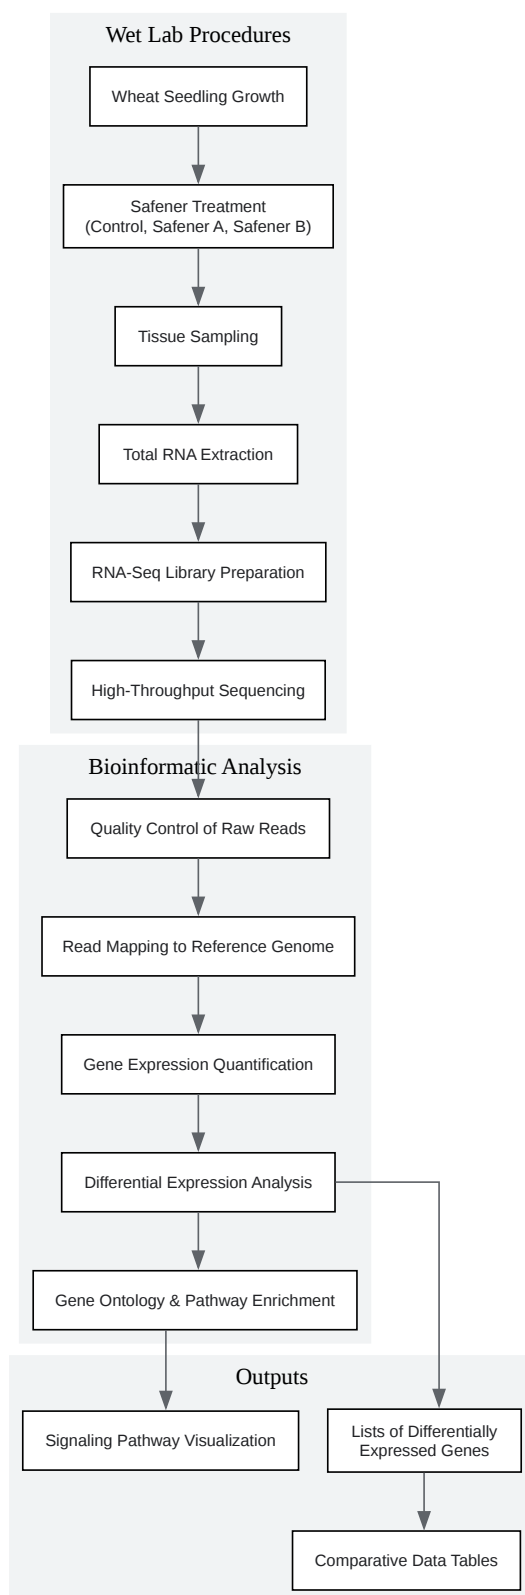 Wet Lab Procedures
Wheat Seedling Growth
Safener Treatment
(Control, Safener A, Safener B)
Tissue Sampling
Total RNA Extraction
RNA-Seq Library Preparation
High-Throughput Sequencing
Bioinformatic Analysis
Quality Control of Raw Reads
Read Mapping to Reference Genome
Gene Expression Quantification
Differential Expression Analysis
Gene Ontology & Pathway Enrichment
Outputs
Signaling Pathway Visualization
Lists of Differentially
Expressed Genes
Comparative Data Tables